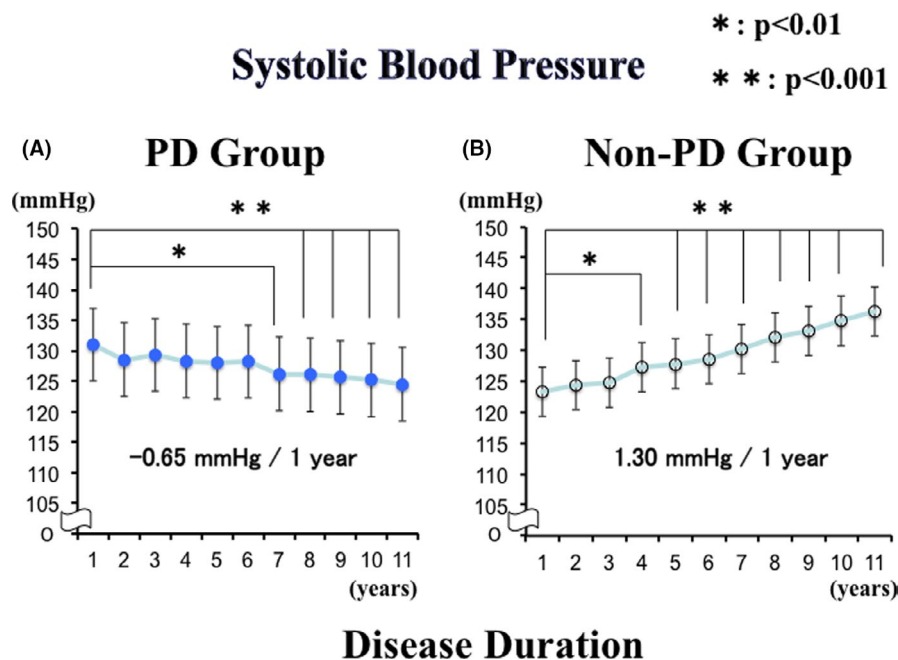 *: p<0.01
Systolic Blood Pressure
**: p<0.001
(A) PD Group
(mmHg)
**
*
150
145
140
135
130
125
120
115
110
105
0
-0.65 mmHg / 1 year
1 2 3 4 5 6 7 8 9 10 11
(years)
(B) Non-PD Group
(mmHg)
**
*
150
145
140
135
130
125
120
115
110
105
0
1.30 mmHg / 1 year
1 2 3 4 5 6 7 8 9 10 11
(years)
Disease Duration